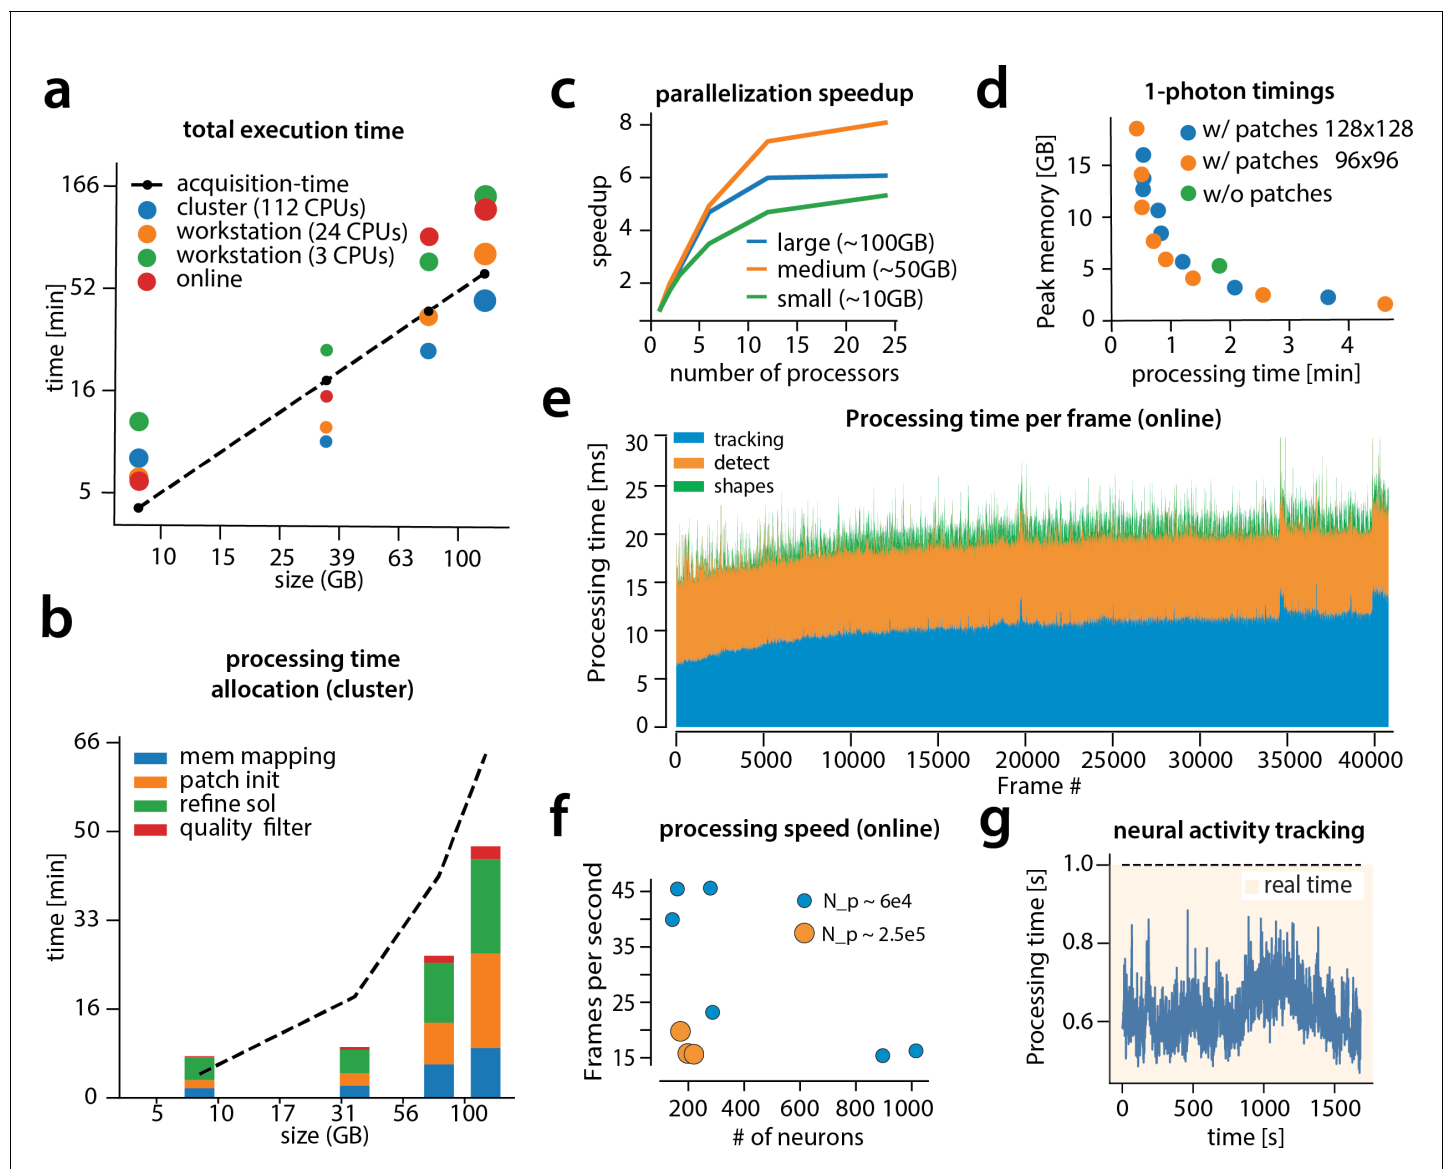 a
total execution time
time [min]
166
52
16
5
acquisition-time
cluster (112 CPUs)
workstation (24 CPUs)
workstation (3 CPUs)
online
10 15 25 39 63 100
size (GB)
b
processing time
allocation (cluster)
time [min]
66
50
33
16
0
mem mapping
patch init
refine sol
quality filter
5 10 17 31 56 100
size (GB)
c
parallelization speedup
speedup
8
6
4
2
large (~100GB)
medium (~50GB)
small (~10GB)
0 5 10 15 20 25
number of processors
d
1-photon timings
Peak memory [GB]
15
10
5
0
w/ patches 128x128
w/ patches 96x96
w/o patches
0 1 2 3 4
processing time [min]
e
Processing time per frame (online)
Processing time [ms]
30
25
20
15
10
5
0
tracking
detect
shapes
0 5000 10000 15000 20000 25000 30000 35000 40000
Frame #
f
processing speed (online)
Frames per second
45
35
25
15
N_p ~ 6e4
N_p ~ 2.5e5
200 400 600 800 1000
# of neurons
g
neural activity tracking
Processing time [s]
1.0
0.8
0.6
real time
0 500 1000 1500
time [s]